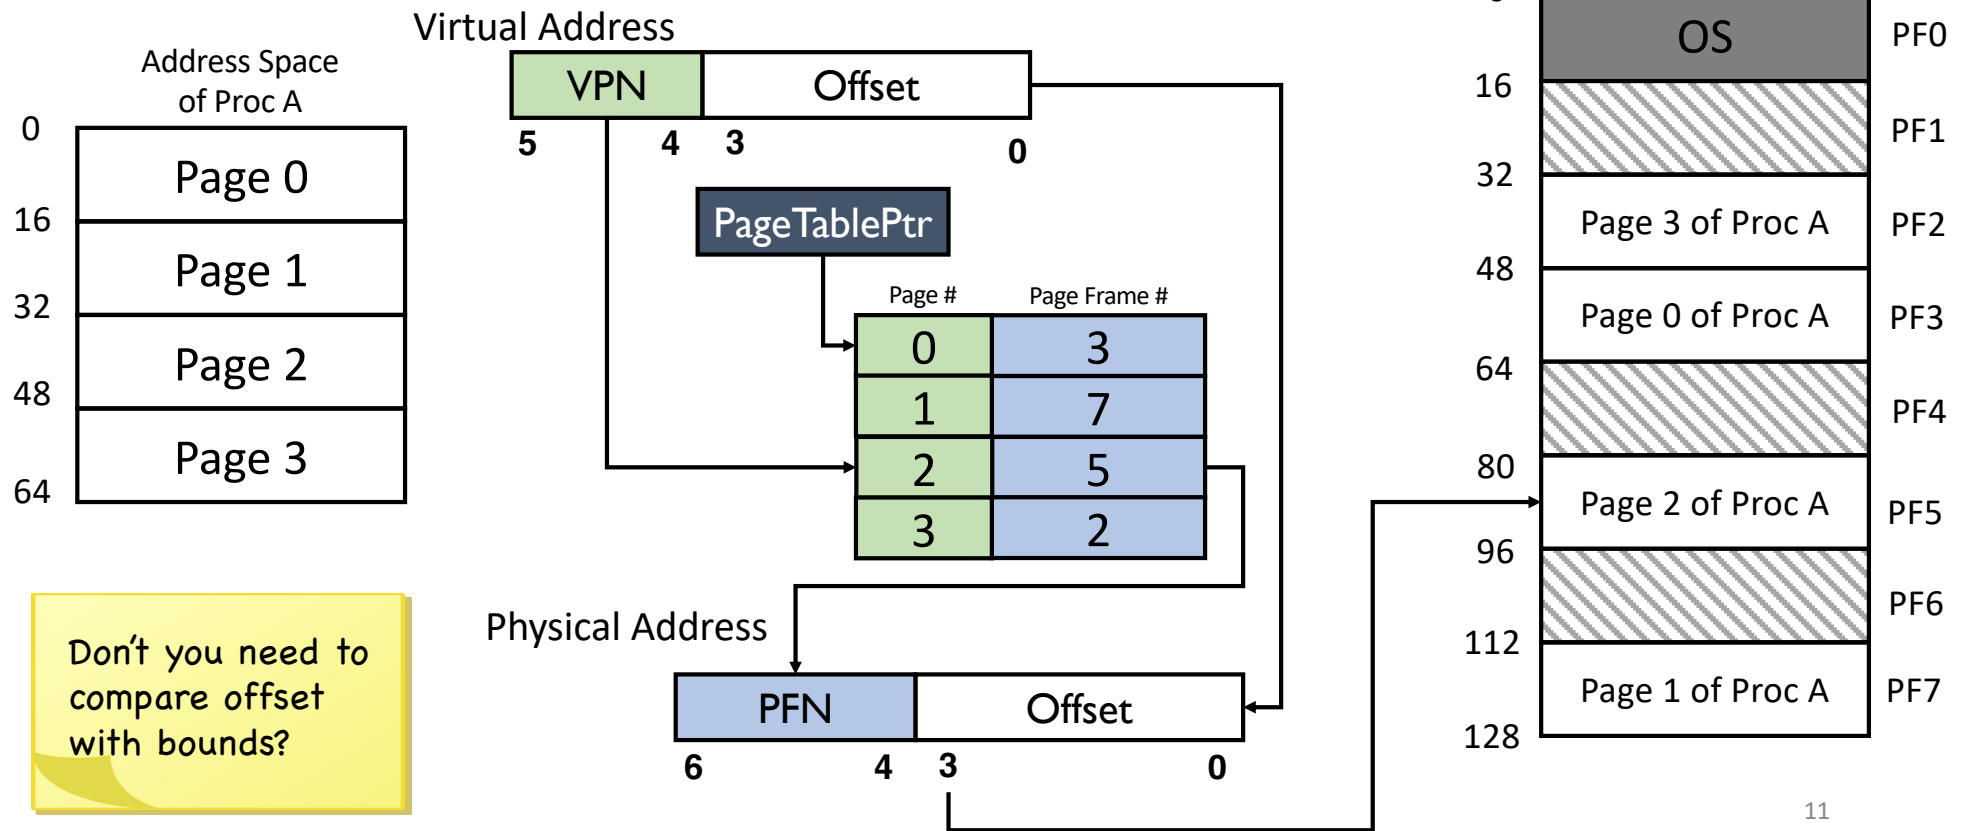 Address Space
of Proc A
0
Page 0
16
Page 1
32
Page 2
48
Page 3
64
Don't you need to
compare offset
with bounds?
Virtual Address
VPN Offset
5 4 3 0
PageTablePtr
Page # Page Frame #
0 3
1 7
2 5
3 2
Physical Address
PFN Offset
6 4 3 0
OS PF0
16
PF1
32
Page 3 of Proc A PF2
48
Page 0 of Proc A PF3
64
PF4
80
Page 2 of Proc A PF5
96
PF6
112
Page 1 of Proc A PF7
128
11